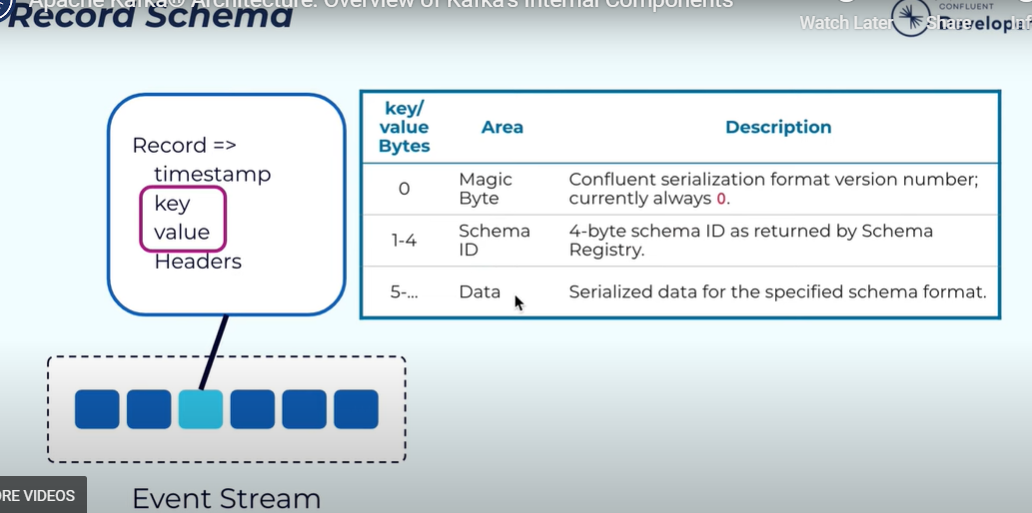 Apache Kafka® Architecture: Overview of Kafka's Internal Components
Record Schema
Watch Later
Share
CONFLUENT
Developer
Record =>
timestamp
key
value
Headers
key/
value
Bytes
Area
Description
0
Magic
Byte
Confluent serialization format version number;
currently always 0.
1-4
Schema
ID
4-byte schema ID as returned by Schema
Registry.
5-...
Data
Serialized data for the specified schema format.
RE VIDEOS
Event Stream